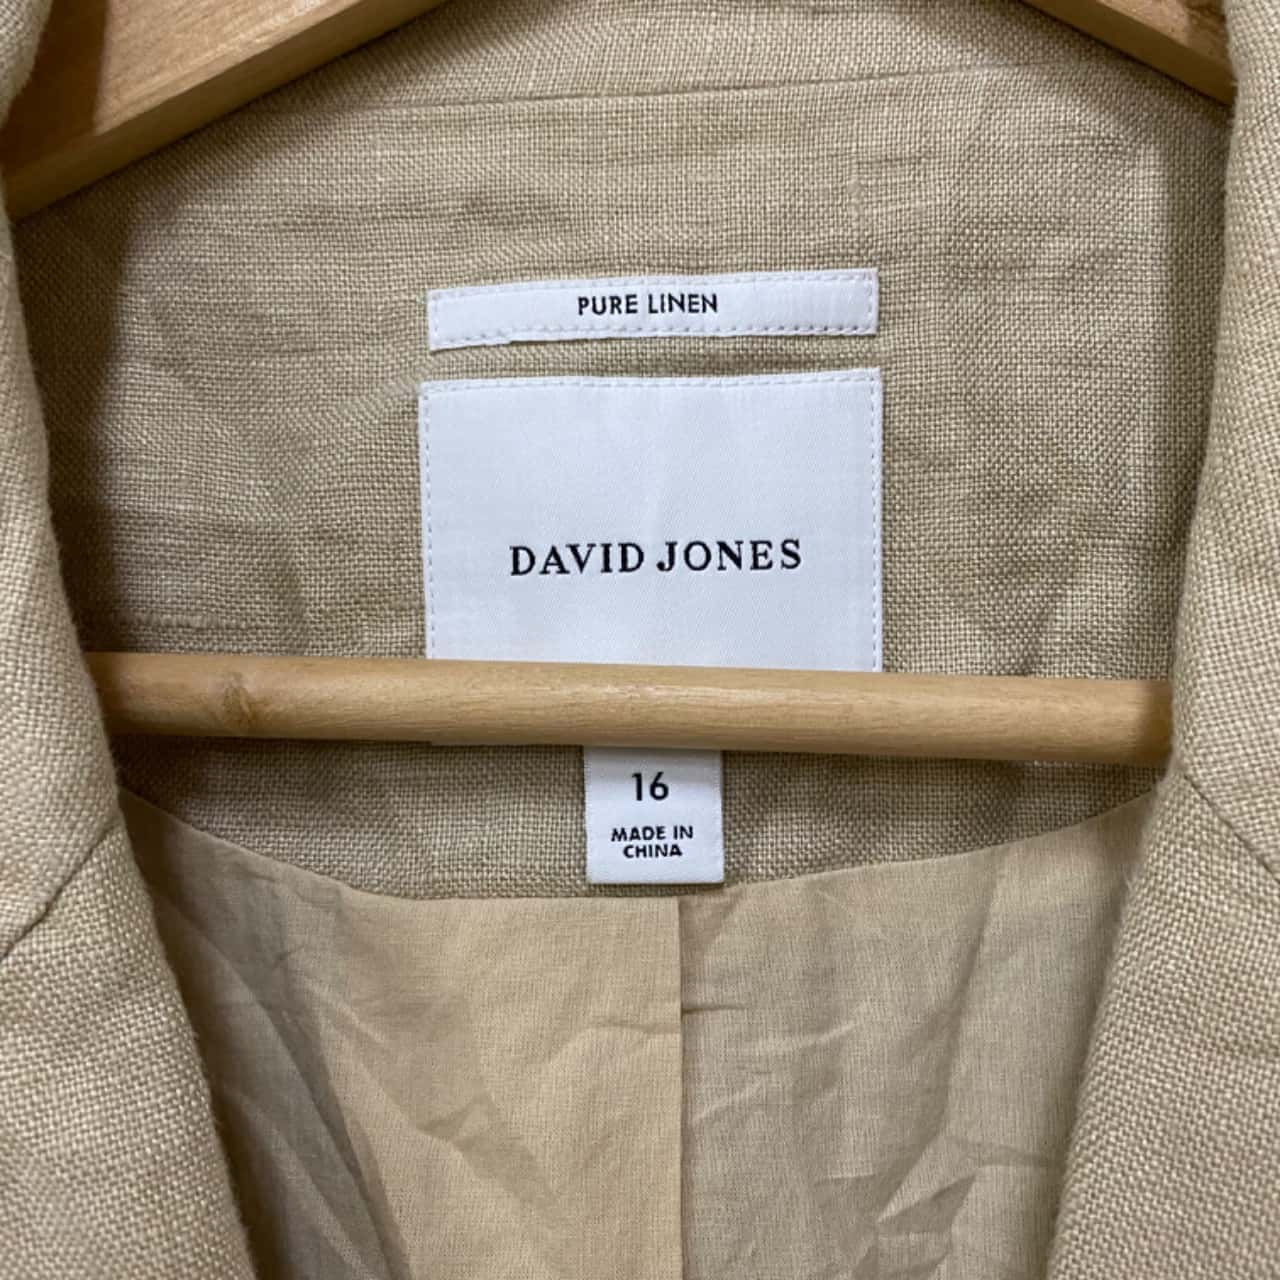 PURE LINEN
DAVID JONES
16
MADE IN
CHINA